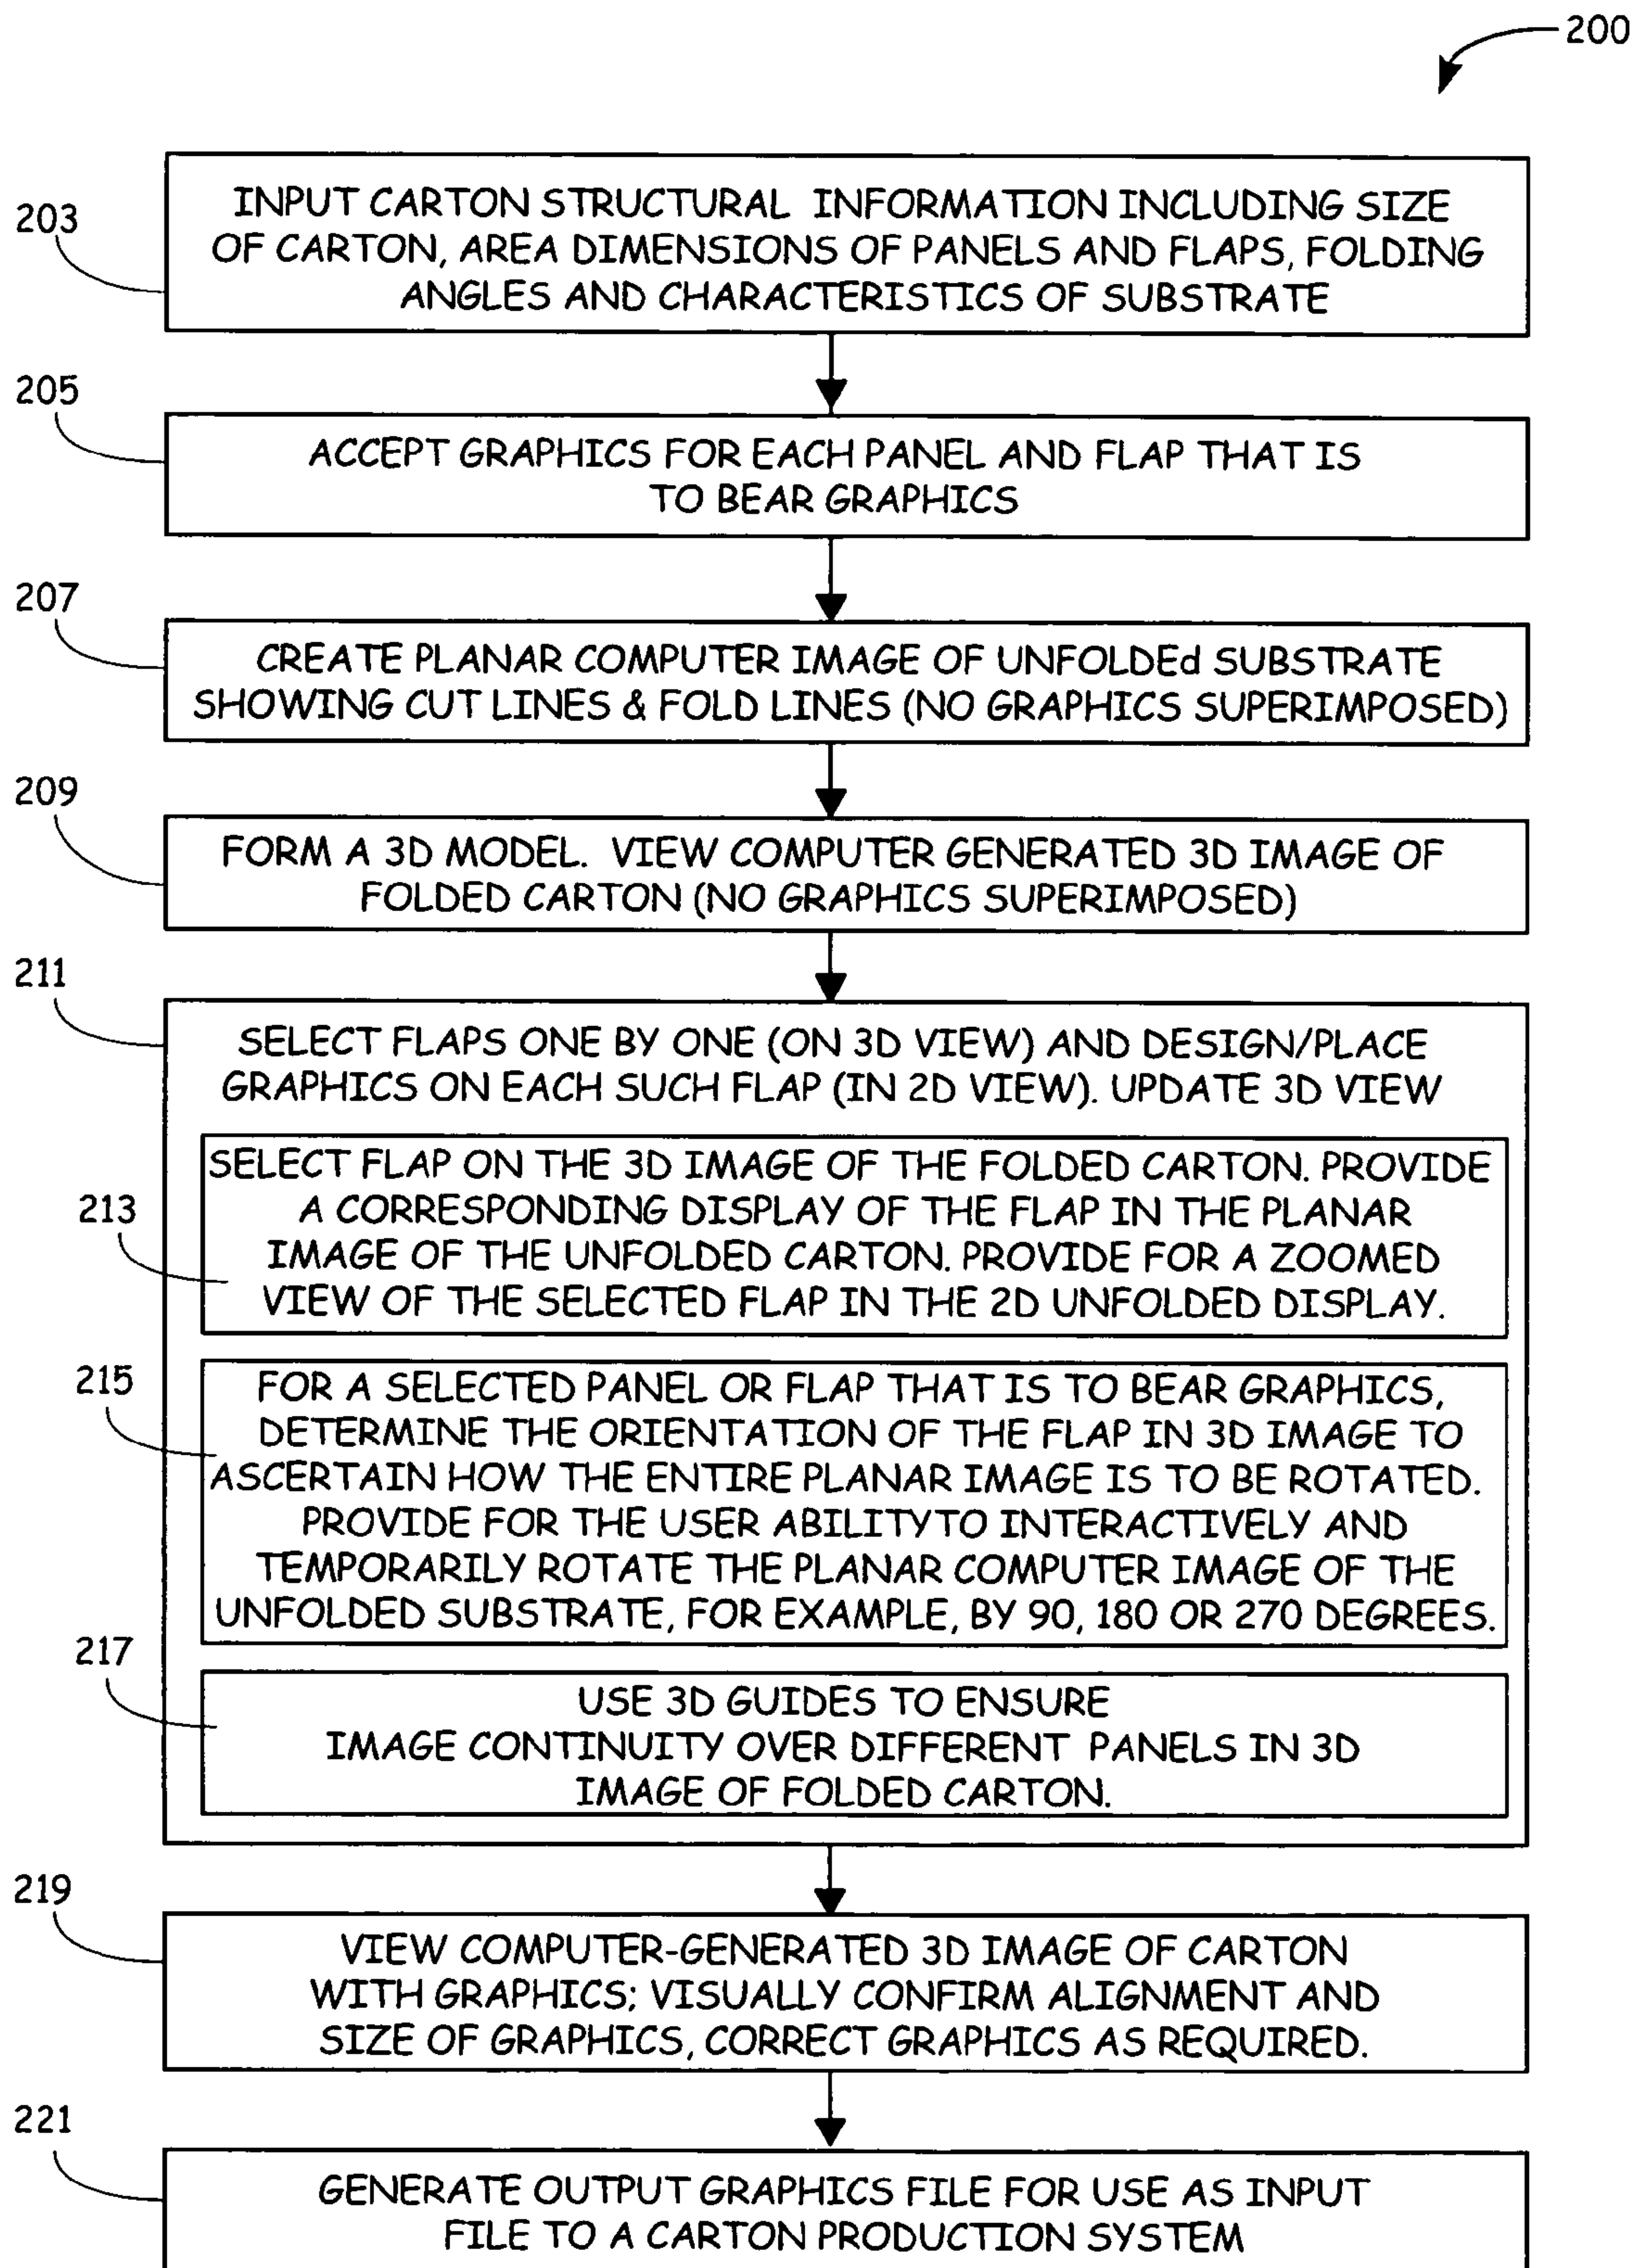 200
203
INPUT CARTON STRUCTURAL INFORMATION INCLUDING SIZE
OF CARTON, AREA DIMENSIONS OF PANELS AND FLAPS, FOLDING
ANGLES AND CHARACTERISTICS OF SUBSTRATE
205
ACCEPT GRAPHICS FOR EACH PANEL AND FLAP THAT IS
TO BEAR GRAPHICS
207
CREATE PLANAR COMPUTER IMAGE OF UNFOLDEd SUBSTRATE
SHOWING CUT LINES & FOLD LINES (NO GRAPHICS SUPERIMPOSED)
209
FORM A 3D MODEL. VIEW COMPUTER GENERATED 3D IMAGE OF
FOLDED CARTON (NO GRAPHICS SUPERIMPOSED)
211
SELECT FLAPS ONE BY ONE (ON 3D VIEW) AND DESIGN/PLACE
GRAPHICS ON EACH SUCH FLAP (IN 2D VIEW). UPDATE 3D VIEW
213
SELECT FLAP ON THE 3D IMAGE OF THE FOLDED CARTON. PROVIDE
A CORRESPONDING DISPLAY OF THE FLAP IN THE PLANAR
IMAGE OF THE UNFOLDED CARTON. PROVIDE FOR A ZOOMED
VIEW OF THE SELECTED FLAP IN THE 2D UNFOLDED DISPLAY.
215
FOR A SELECTED PANEL OR FLAP THAT IS TO BEAR GRAPHICS,
DETERMINE THE ORIENTATION OF THE FLAP IN 3D IMAGE TO
ASCERTAIN HOW THE ENTIRE PLANAR IMAGE IS TO BE ROTATED.
PROVIDE FOR THE USER ABILITYTO INTERACTIVELY AND
TEMPORARILY ROTATE THE PLANAR COMPUTER IMAGE OF THE
UNFOLDED SUBSTRATE, FOR EXAMPLE, BY 90, 180 OR 270 DEGREES.
217
USE 3D GUIDES TO ENSURE
IMAGE CONTINUITY OVER DIFFERENT PANELS IN 3D
IMAGE OF FOLDED CARTON.
219
VIEW COMPUTER-GENERATED 3D IMAGE OF CARTON
WITH GRAPHICS; VISUALLY CONFIRM ALIGNMENT AND
SIZE OF GRAPHICS, CORRECT GRAPHICS AS REQUIRED.
221
GENERATE OUTPUT GRAPHICS FILE FOR USE AS INPUT
FILE TO A CARTON PRODUCTION SYSTEM